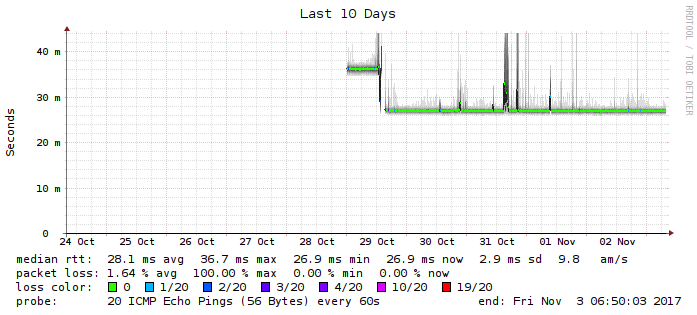 Last 10 Days
RRDTOOL / TOBI OETIKER
Seconds
40 m
30 m
20 m
10 m
0
24 Oct 25 Oct 26 Oct 27 Oct 28 Oct 29 Oct 30 Oct 31 Oct 01 Nov 02 Nov
median rtt: 28.1 ms avg 36.7 ms max 26.9 ms min 26.9 ms now 2.9 ms sd 9.8 am/s
packet loss: 1.64 % avg 100.00 % max 0.00 % min 0.00 % now
loss color: 0 1/20 2/20 3/20 4/20 10/20 19/20
probe: 20 ICMP Echo Pings (56 Bytes) every 60s end: Fri Nov 3 06:50:03 2017